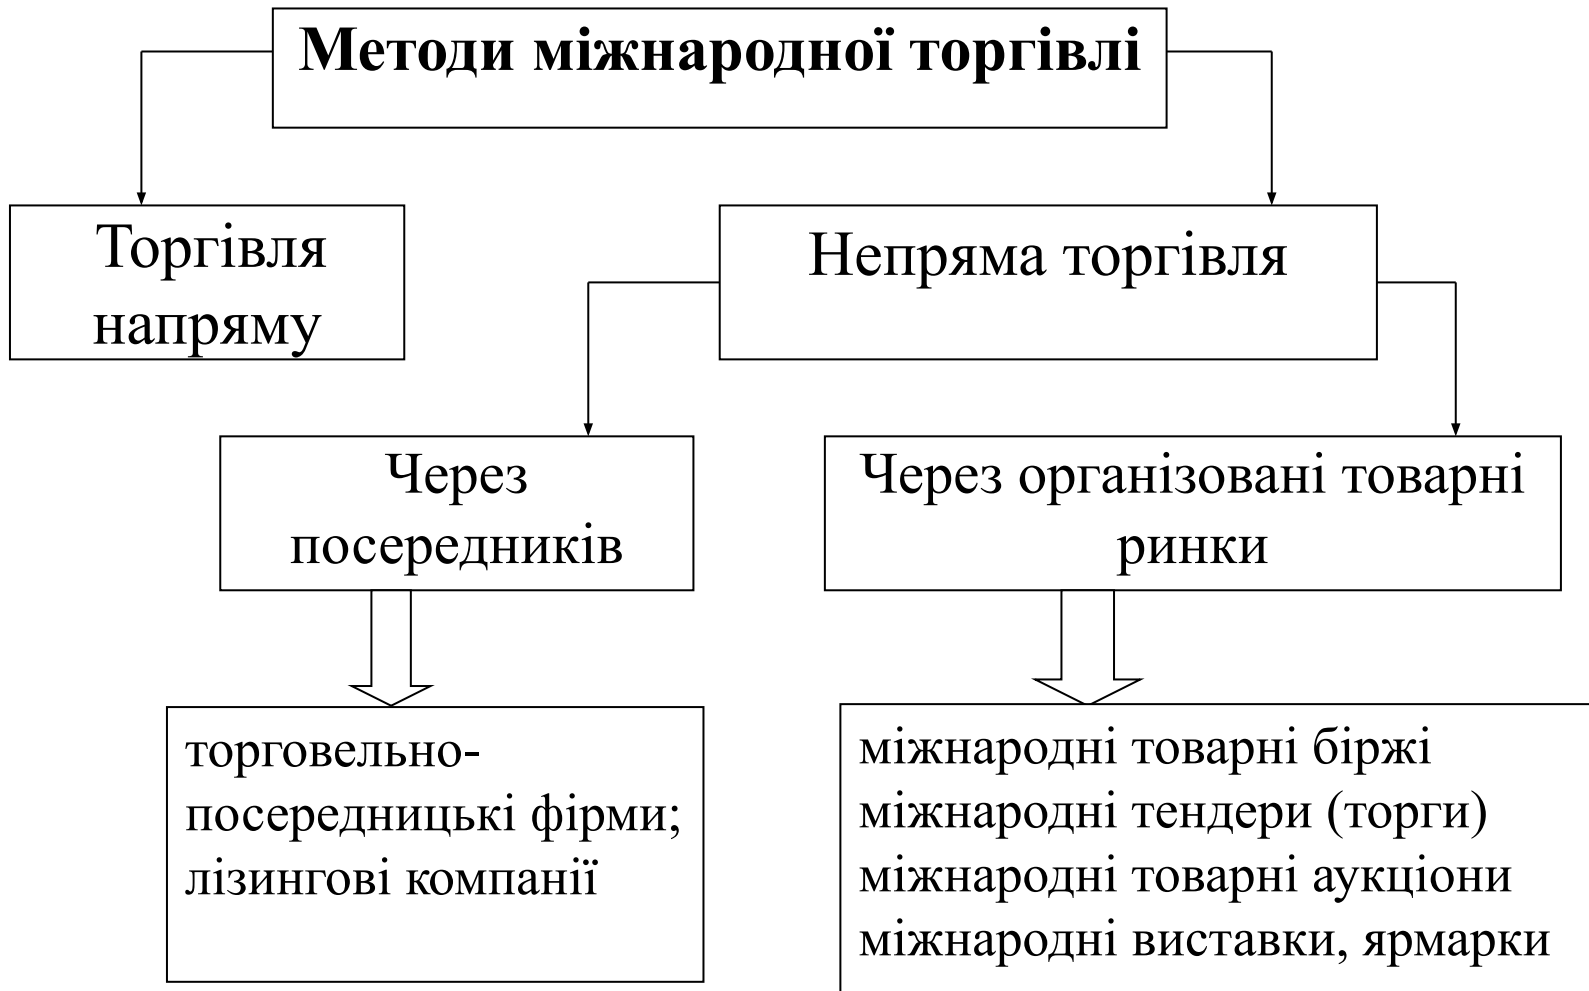 Методи міжнародної торгівлі
Торгівля
напряму
Непряма торгівля
Через
посередників
Через організовані товарні
ринки
торговельно-
посередницькі фірми;
лізингові компанії
міжнародні товарні біржі
міжнародні тендери (торги)
міжнародні товарні аукціони
міжнародні виставки, ярмарки